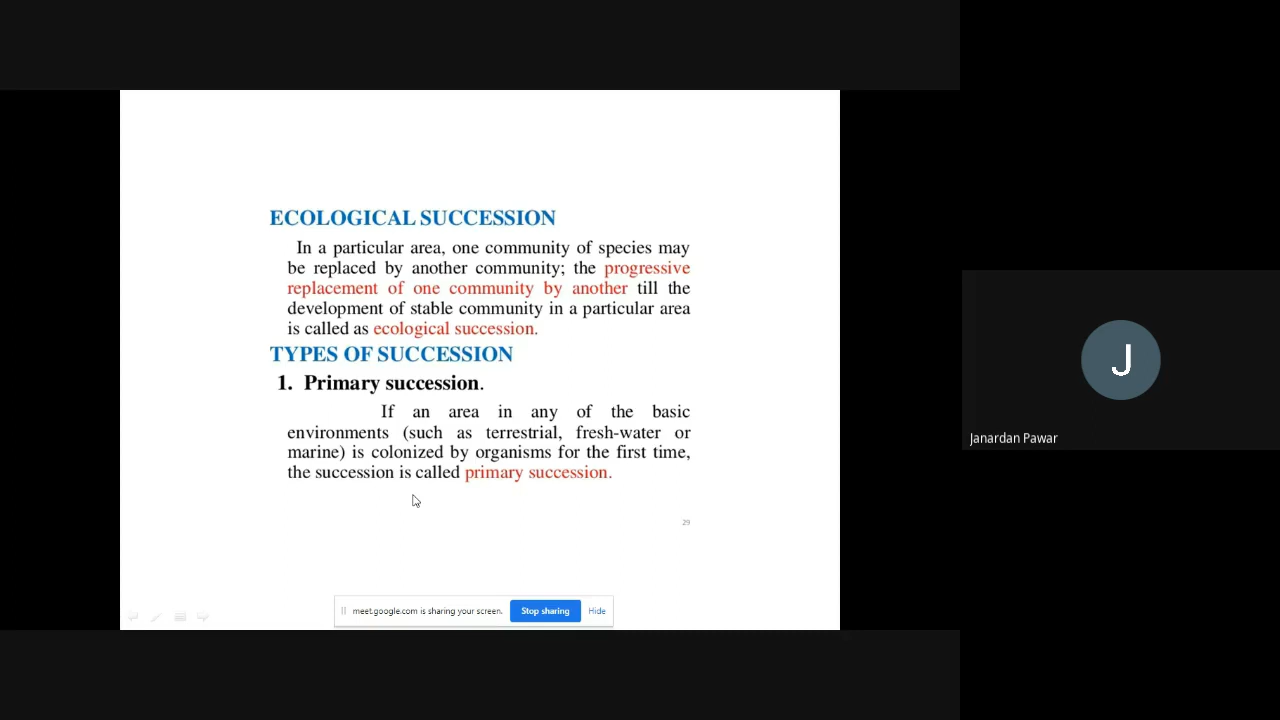 ECOLOGICAL SUCCESSION
In a particular area, one community of species may
be replaced by another community; the progressive
replacement of one community by another till the
development of stable community in a particular area
is called as ecological succession.
TYPES OF SUCCESSION
1. Primary succession.
If an area in any of the basic
environments (such as terrestrial, fresh-water or
marine) is colonized by organisms for the first time,
the succession is called primary succession.
29
meet.google.com is sharing your screen. Stop sharing Hide
J
Janardan Pawar